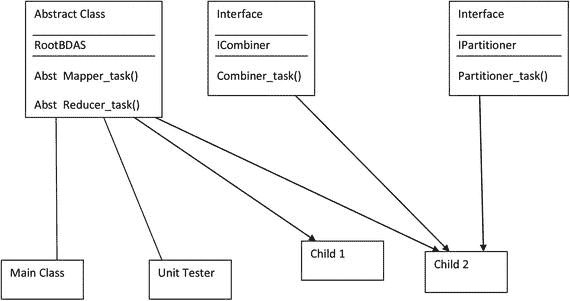 Abstract Class
RootBDAS
Abst Mapper_task()
Abst Reducer_task()
Interface
ICombiner
Combiner_task()
Interface
IPartitioner
Partitioner_task()
Main Class
Unit Tester
Child 1
Child 2